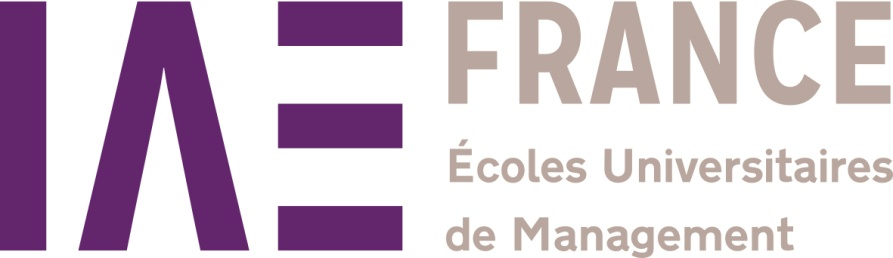 IAE FRANCE
Écoles Universitaires
de Management